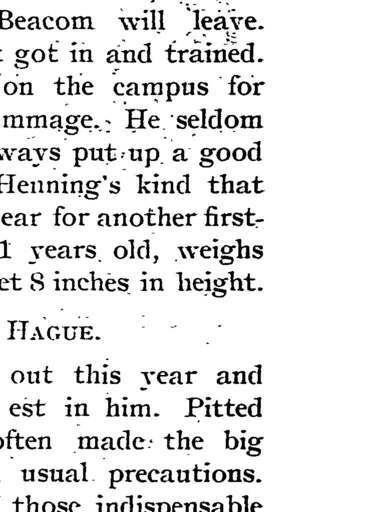 Beacom will leave.
got in and trained.
on the campus for
mmage. He seldom
ways put up a good
Henning's kind that
ear for another first-
1 years old, weighs
et 8 inches in height.
HAGUE.
out this year and
est in him. Pitted
often made the big
usual precautions.
those indispensable